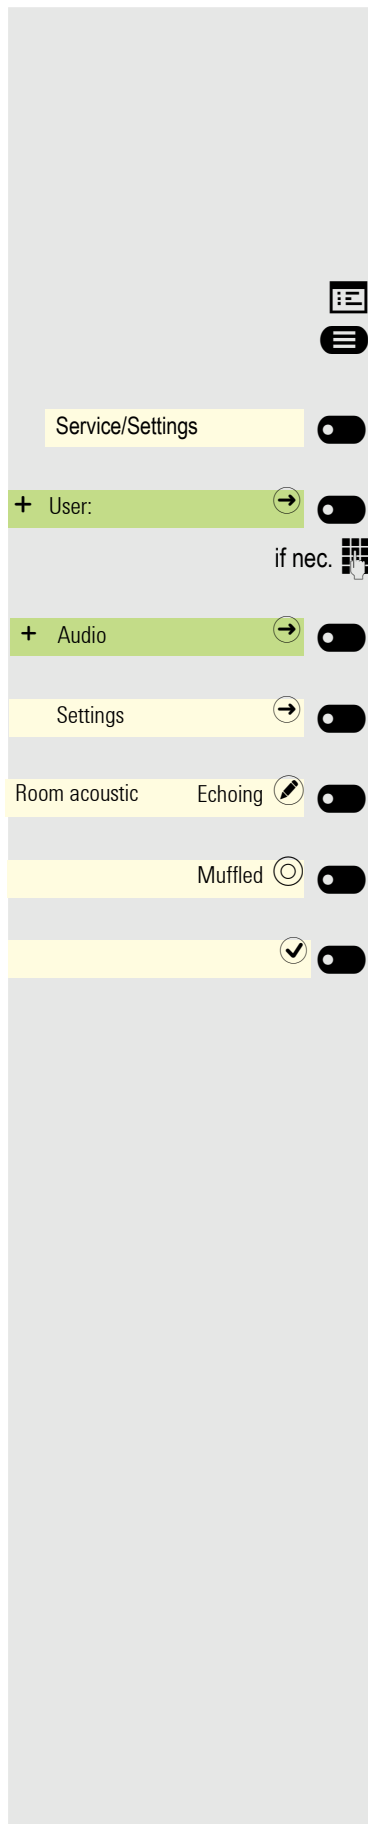 Service/Settings
+ User:
if nec.
+ Audio
Settings
Room acoustic Echoing
Muffled